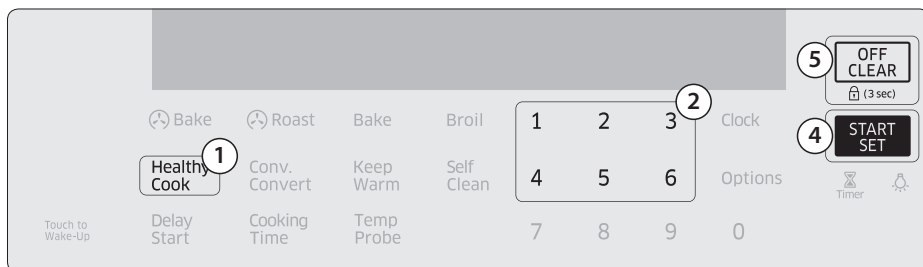 5 OFF
CLEAR
(3 sec)
Bake Roast Bake Broil 1 2 3 2 Clock
4 START
SET
Healthy
Cook 1 Conv.
Convert Keep
Warm Self
Clean 4 5 6 Options
Timer
Touch to
Wake-Up Delay
Start Cooking
Time Temp
Probe 7 8 9 0